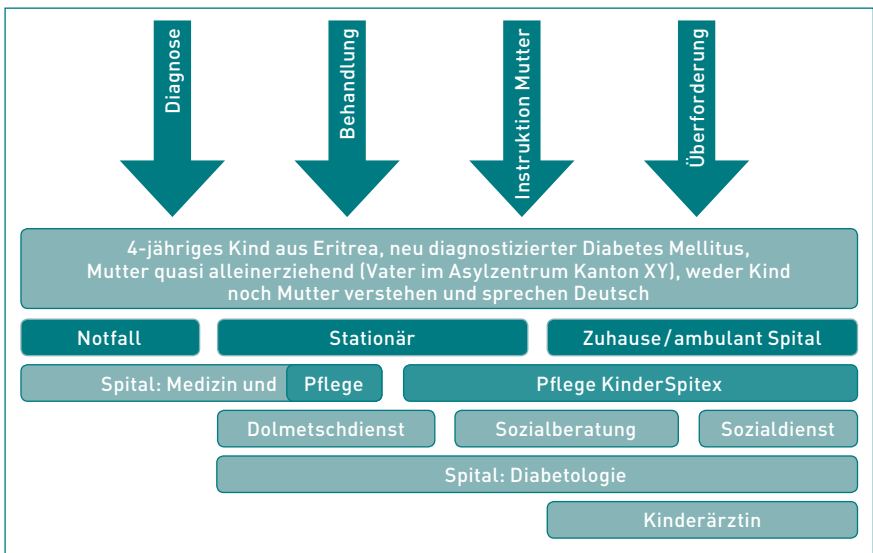 Diagnose
Behandlung
Instruktion Mutter
Überforderung
4-jähriges Kind aus Eritrea, neu diagnostizierter Diabetes Mellitus,
Mutter quasi alleinerziehend (Vater im Asylzentrum Kanton XY), weder Kind
noch Mutter verstehen und sprechen Deutsch
Notfall
Stationär
Zuhause/ambulant Spital
Spital: Medizin und Pflege
Pflege KinderSpitex
Dolmetschdienst
Sozialberatung
Sozialdienst
Spital: Diabetologie
Kinderärztin